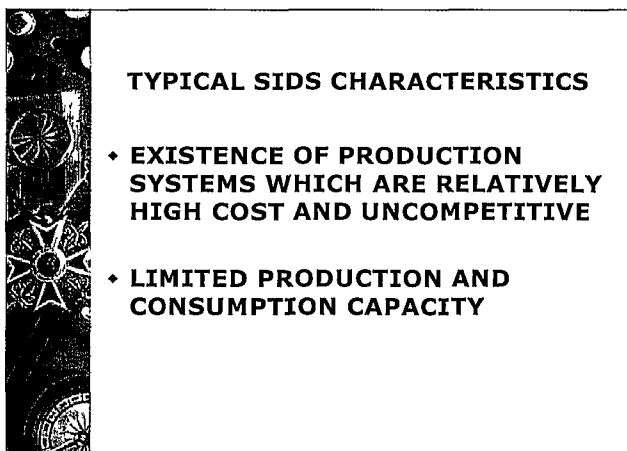 TYPICAL SIDS CHARACTERISTICS
◆ EXISTENCE OF PRODUCTION
SYSTEMS WHICH ARE RELATIVELY
HIGH COST AND UNCOMPETITIVE
◆ LIMITED PRODUCTION AND
CONSUMPTION CAPACITY